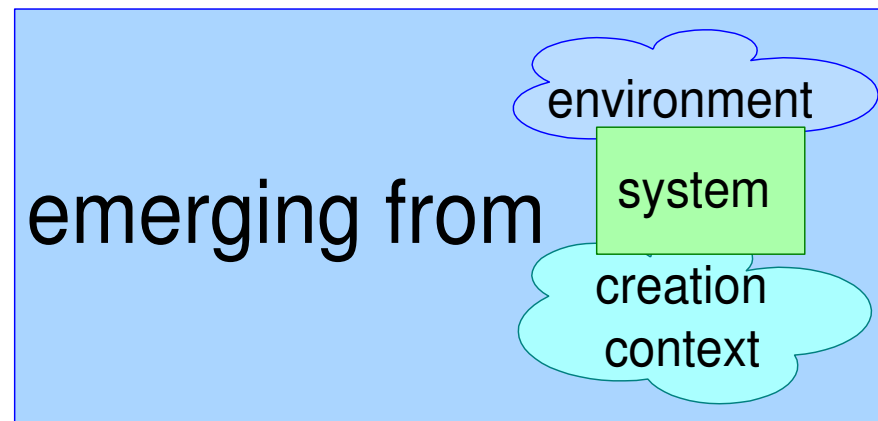 emerging from
environment
system
creation
context